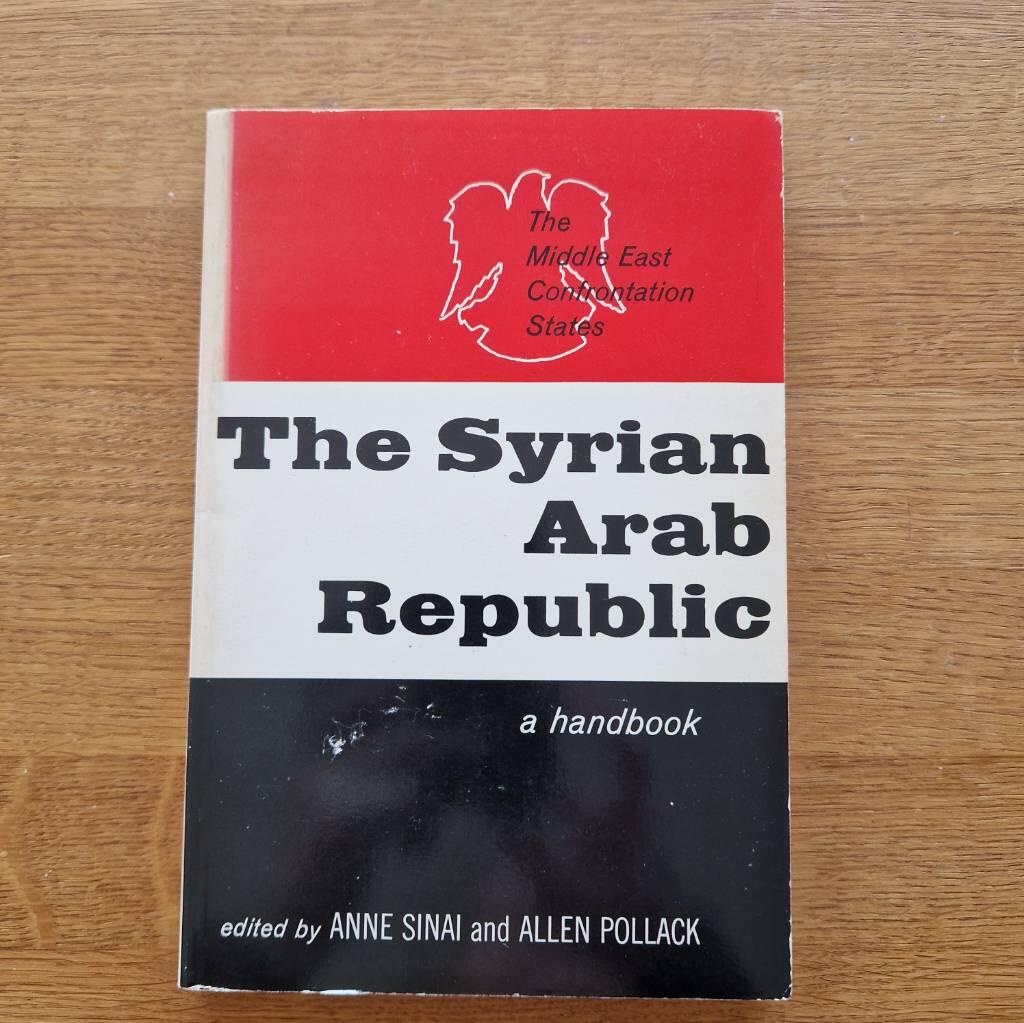 The
Middle East
Confrontation
States
The Syrian
Arab
Republic
a handbook
edited by ANNE SINAI and ALLEN POLLACK